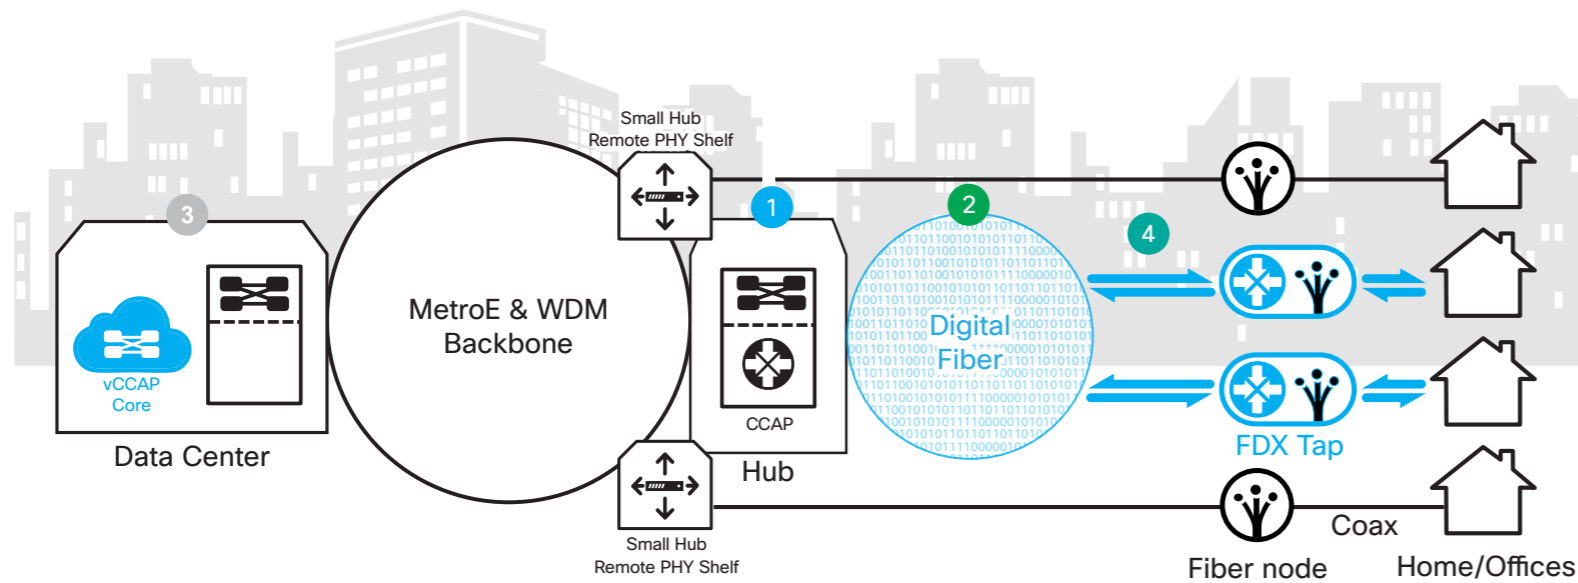 Small Hub
Remote PHY Shelf
3
1
2
4
MetroE & WDM
Backbone
Digital
Fiber
vCCAP
Core
CCAP
Data Center
Hub
FDX Tap
Small Hub
Remote PHY Shelf
Coax
Fiber node
Home/Offices